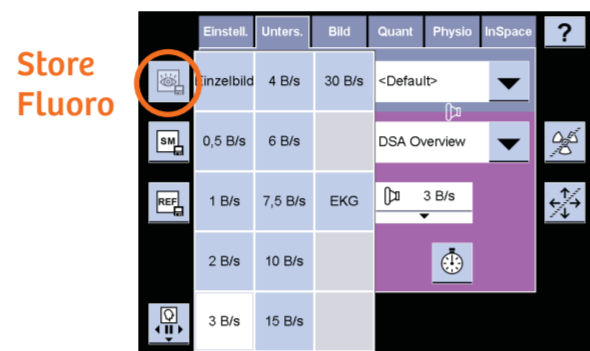 Store
Fluoro
Einstell. Unters. Bild Quant Physio InSpace ?
Einzelbild 4 B/s 30 B/s <Default>
SM 0,5 B/s 6 B/s DSA Overview
REF 1 B/s 7,5 B/s EKG 3 B/s
2 B/s 10 B/s
3 B/s 15 B/s